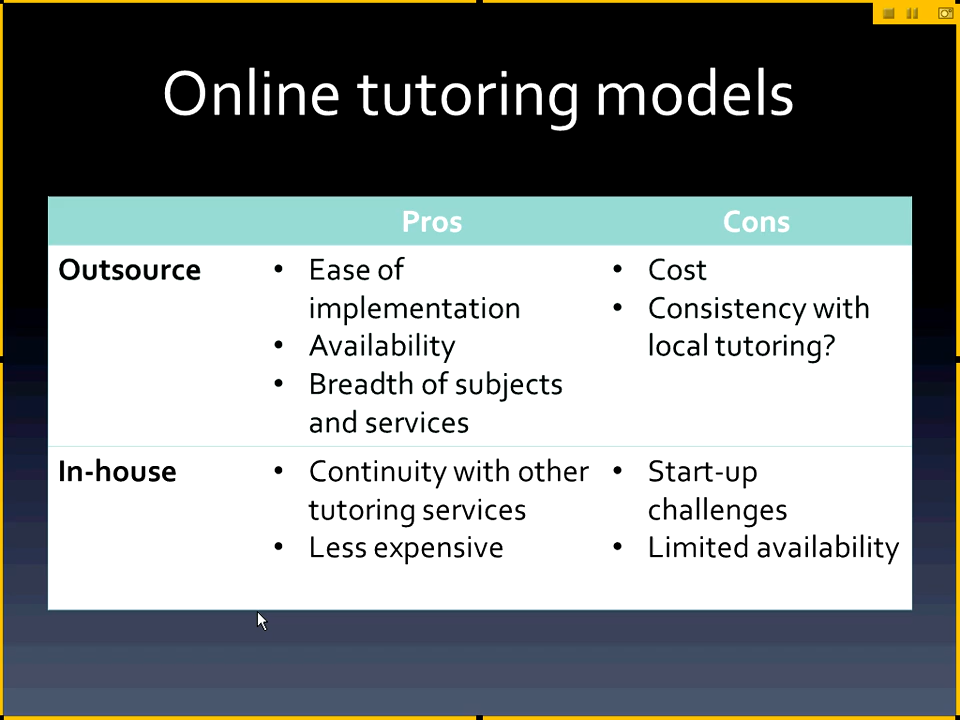 Online tutoring models
Pros Cons
Outsource
• Ease of
implementation
• Availability
• Breadth of subjects
and services
• Cost
• Consistency with
local tutoring?
In-house
• Continuity with other
tutoring services
• Less expensive
• Start-up
challenges
• Limited availability